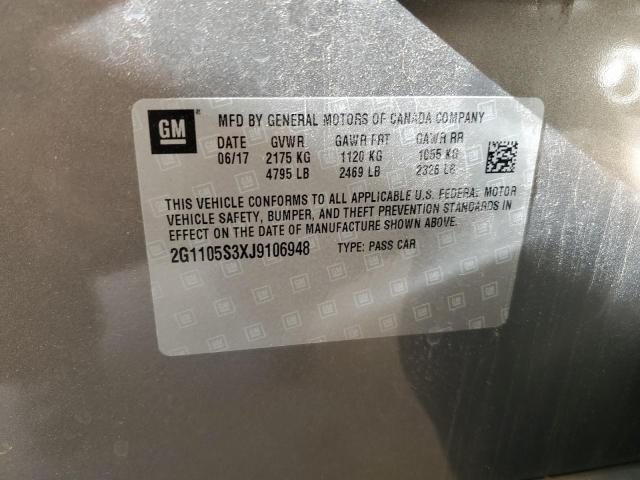 GM
MFD BY GENERAL MOTORS OF CANADA COMPANY
DATE GVWR GAWR FRT GAWR RR
06/17 2175 KG 1120 KG 1055 KG
4795 LB 2469 LB 2326 LB
THIS VEHICLE CONFORMS TO ALL APPLICABLE U.S. FEDERAL MOTOR
VEHICLE SAFETY, BUMPER, AND THEFT PREVENTION STANDARDS IN
EFFECT ON THE DATE OF MANUFACTURE SHOWN ABOVE.
2G1105S3XJ9106948 TYPE: PASS CAR